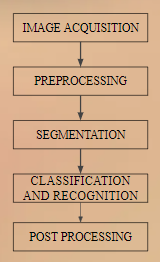 IMAGE ACQUISITION
PREPROCESSING
SEGMENTATION
CLASSIFICATION
AND RECOGNITION
POST PROCESSING